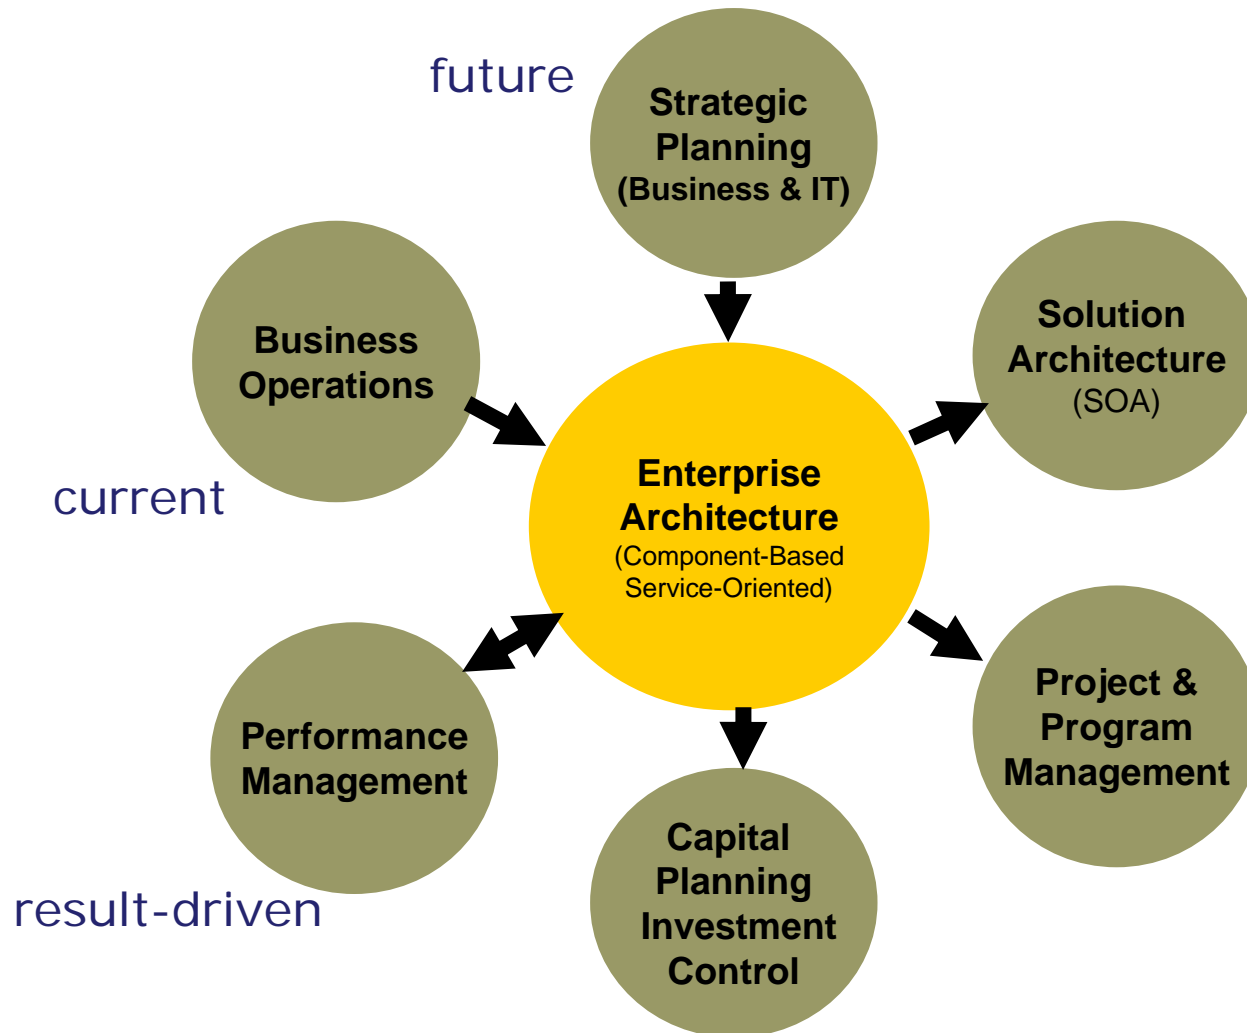 future
Strategic
Planning
(Business & IT)
Business
Operations
Solution
Architecture
(SOA)
current
Enterprise
Architecture
(Component-Based
Service-Oriented)
Performance
Management
Project &
Program
Management
result-driven
Capital
Planning
Investment
Control